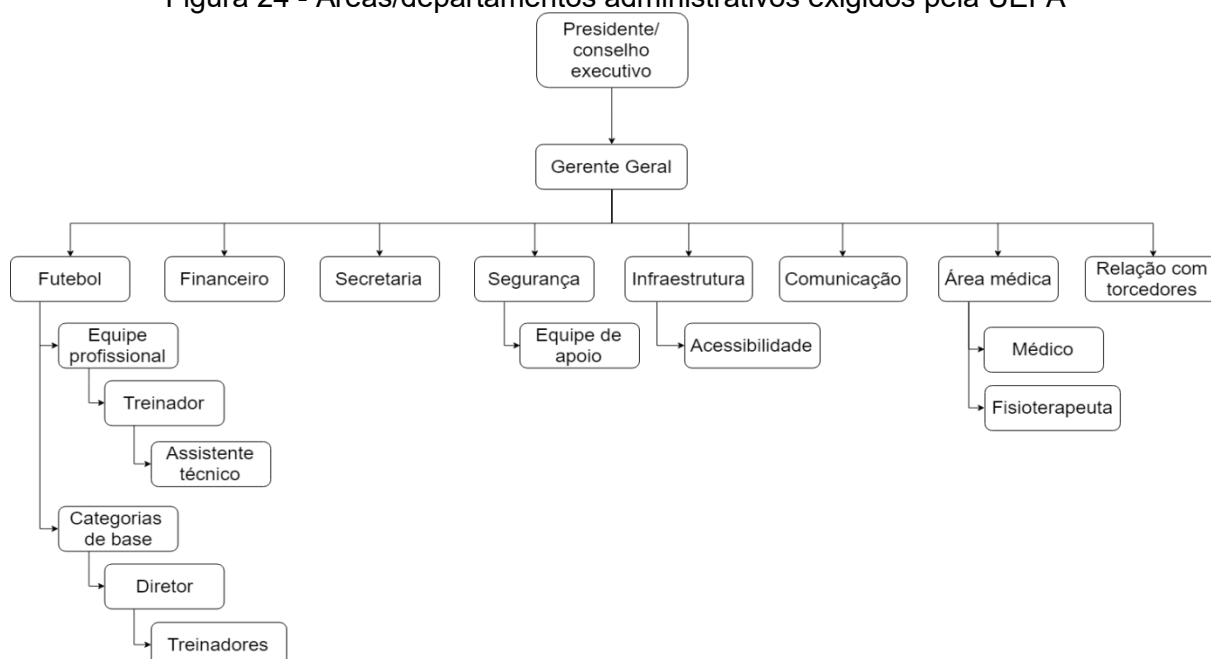 Figura 24 - Áreas/departamentos administrativos exigidos pela UEFA
Presidente/
conselho
executivo
Gerente Geral
Futebol
Financeiro
Secretaria
Segurança
Infraestrutura
Comunicação
Área médica
Relação com
torcedores
Equipe
profissional
Equipe de
apoio
Acessibilidade
Médico
Treinador
Fisioterapeuta
Assistente
técnico
Categorias
de base
Diretor
Treinadores